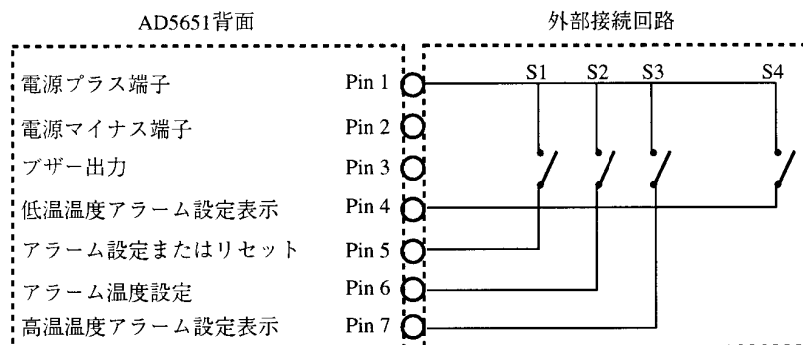 AD5651背面
外部接続回路
電源プラス端子 Pin 1
電源マイナス端子 Pin 2
ブザー出力 Pin 3
低温温度アラーム設定表示 Pin 4
アラーム設定またはリセット Pin 5
アラーム温度設定 Pin 6
高温温度アラーム設定表示 Pin 7
S1 S2 S3 S4